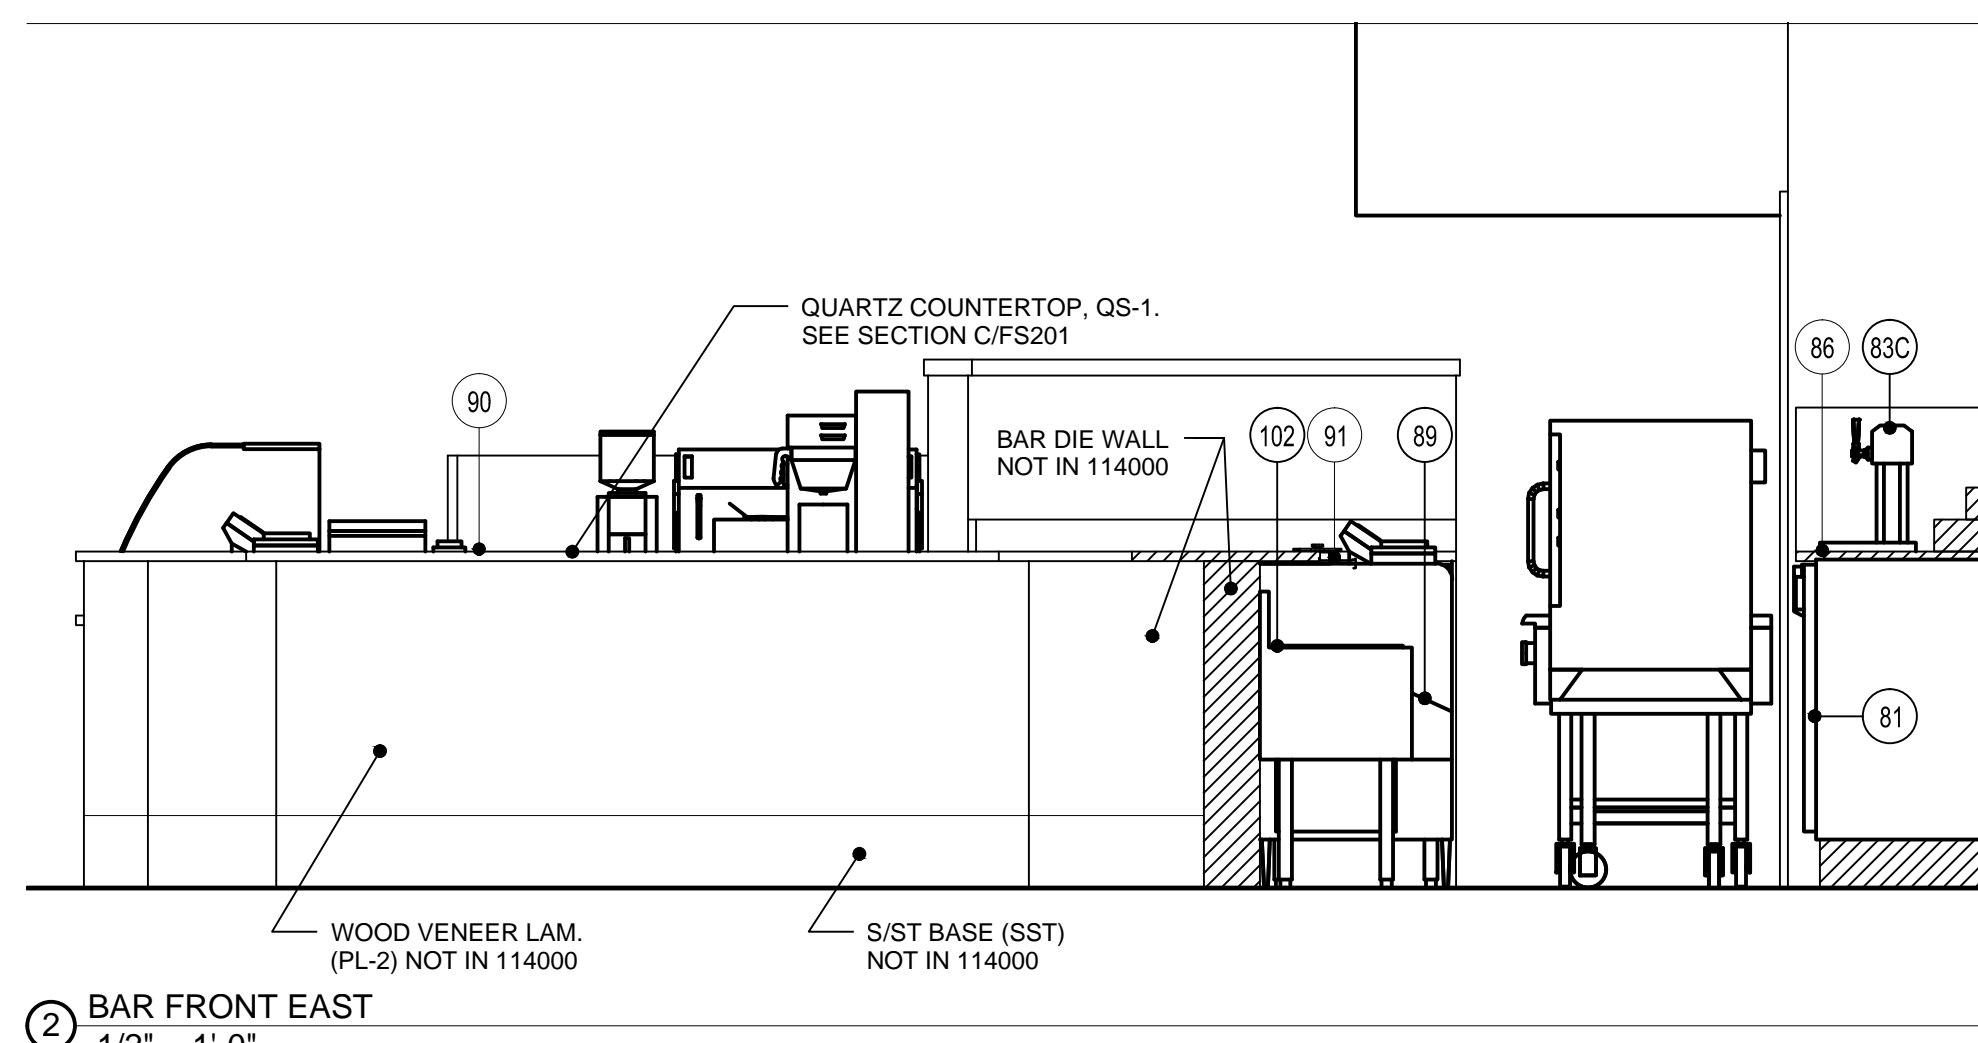 QUARTZ COUNTERTOP, QS-1.
SEE SECTION C/FS201
86
83C
90
BAR DIE WALL
NOT IN 114000
102
91
89
81
WOOD VENEER LAM.
(PL-2) NOT IN 114000
S/ST BASE (SST)
NOT IN 114000
2
BAR FRONT EAST